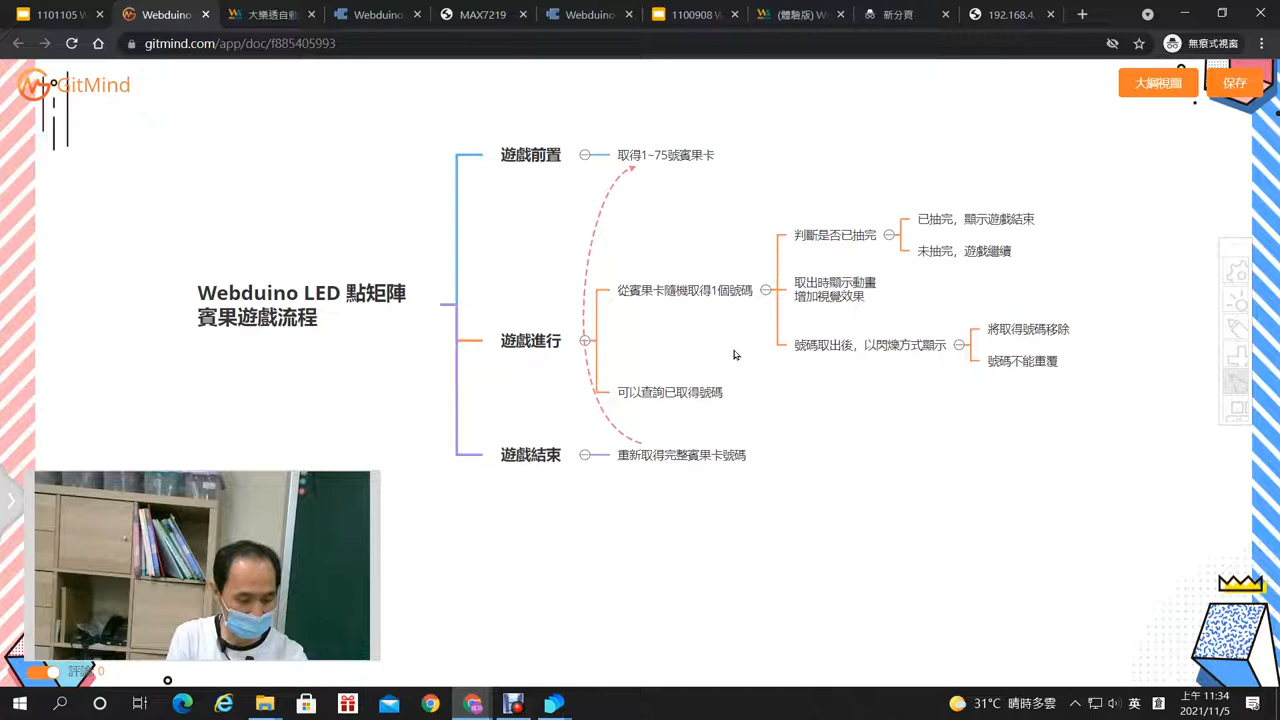 1101105 W
Webduino
大樂透自動
Webduino
MAX7219
Webduino
1100908 W
(體驗版) W
新分頁
192.168.4.
gitmind.com/app/doc/f885405993
無痕式視窗
GitMind
大綱視圖
保存
遊戲前置
取得1~75號賓果卡
已抽完，顯示遊戲結束
判斷是否已抽完
未抽完，遊戲繼續
Webduino LED 點矩陣
賓果遊戲流程
從賓果卡隨機取得1個號碼
取出時顯示動畫
增加視覺效果
遊戲進行
將取得號碼移除
號碼取出後，以閃爍方式顯示
號碼不能重覆
可以查詢已取得號碼
遊戲結束
重新取得完整賓果卡號碼
評論 0
31°C 晴時多雲
英
上午 11:34
2021/11/5